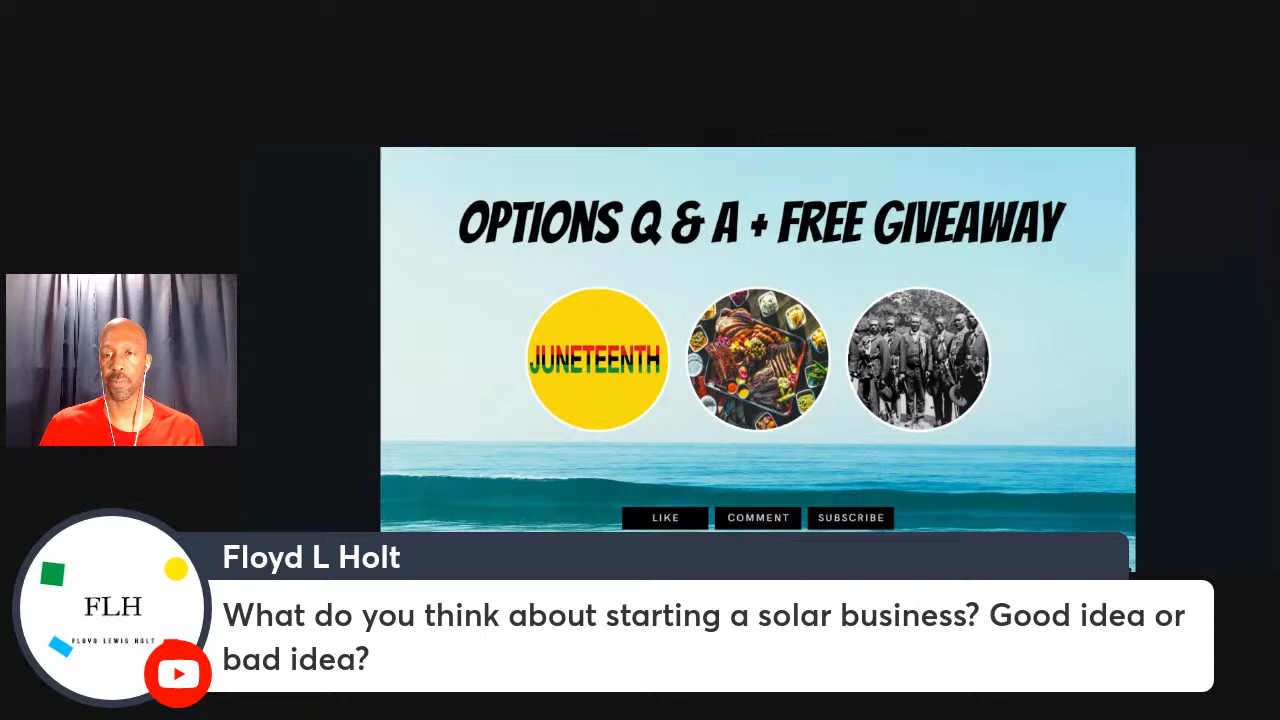 OPTIONS Q & A + FREE GIVEAWAY
JUNETEENTH
LIKE
COMMENT
SUBSCRIBE
Floyd L Holt
FLH
FLOYD LEWIS HOLT
What do you think about starting a solar business? Good idea or
bad idea?